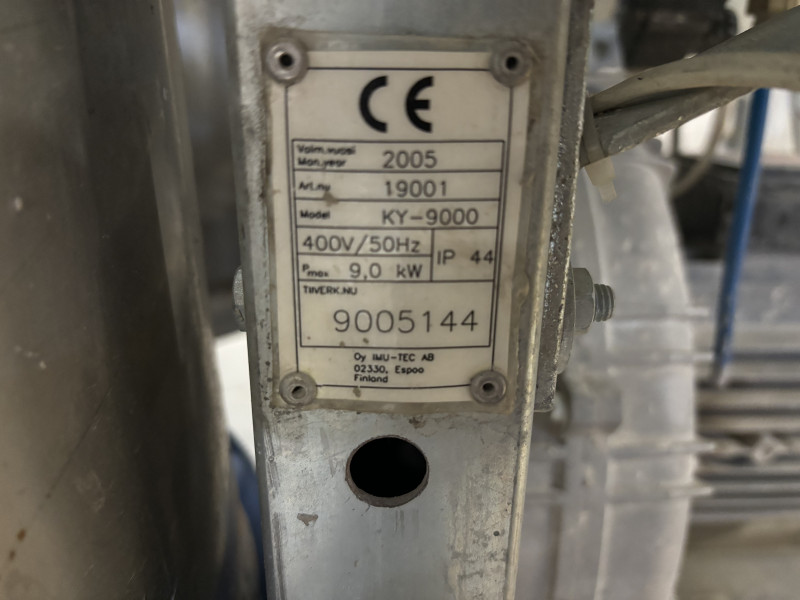 CE
Valm.vuosi
Man.year 2005
Art.nu 19001
Model KY-9000
400V/50Hz IP 44
Pmax 9,0 kW
TIIVERK.NU
9005144
Oy IMU-TEC AB
02330, Espoo
Finland